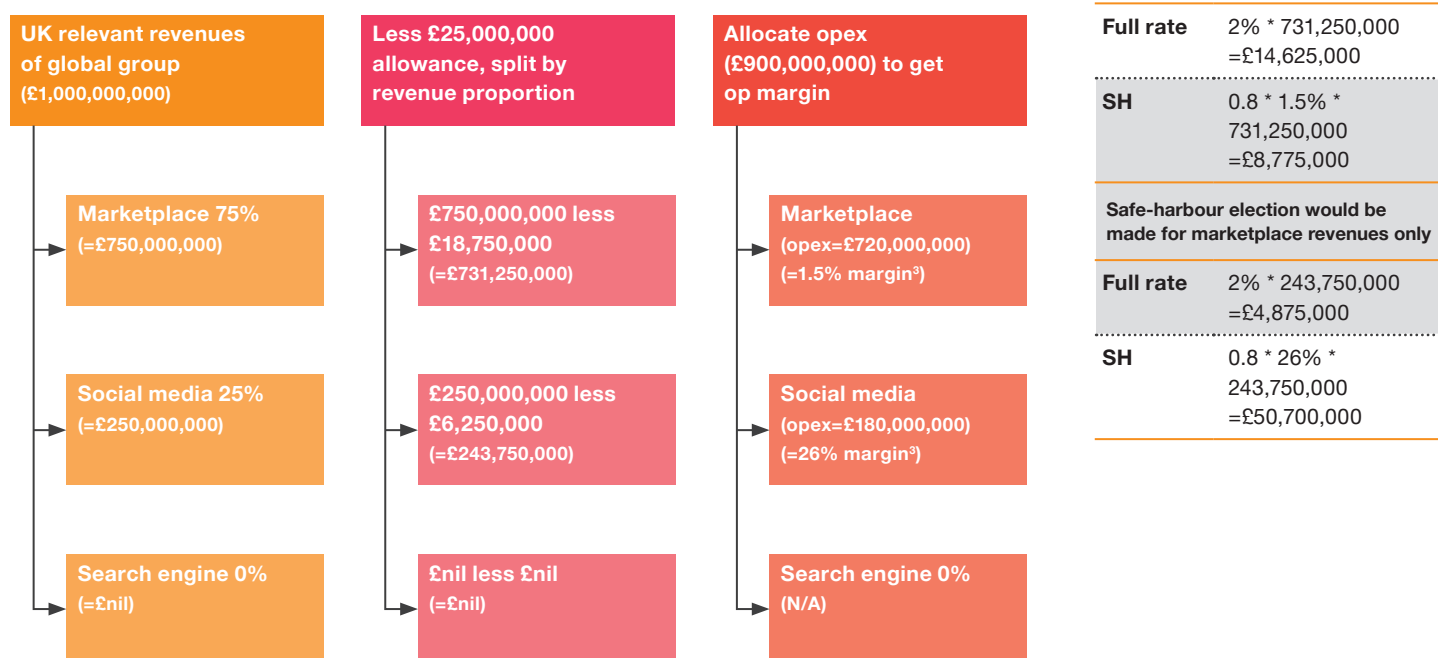 UK relevant revenues
of global group
(£1,000,000,000)
Marketplace 75%
(=£750,000,000)
Social media 25%
(=£250,000,000)
Search engine 0%
(=£nil)
Less £25,000,000
allowance, split by
revenue proportion
£750,000,000 less
£18,750,000
(=£731,250,000)
£250,000,000 less
£6,250,000
(=£243,750,000)
£nil less £nil
(=£nil)
Allocate opex
(£900,000,000) to get
op margin
Marketplace
(opex=£720,000,000)
(=1.5% margin³)
Social media
(opex=£180,000,000)
(=26% margin³)
Search engine 0%
(N/A)
Full rate 2% * 731,250,000
=£14,625,000
SH 0.8 * 1.5% *
731,250,000
=£8,775,000
Safe-harbour election would be
made for marketplace revenues only
Full rate 2% * 243,750,000
=£4,875,000
SH 0.8 * 26% *
243,750,000
=£50,700,000